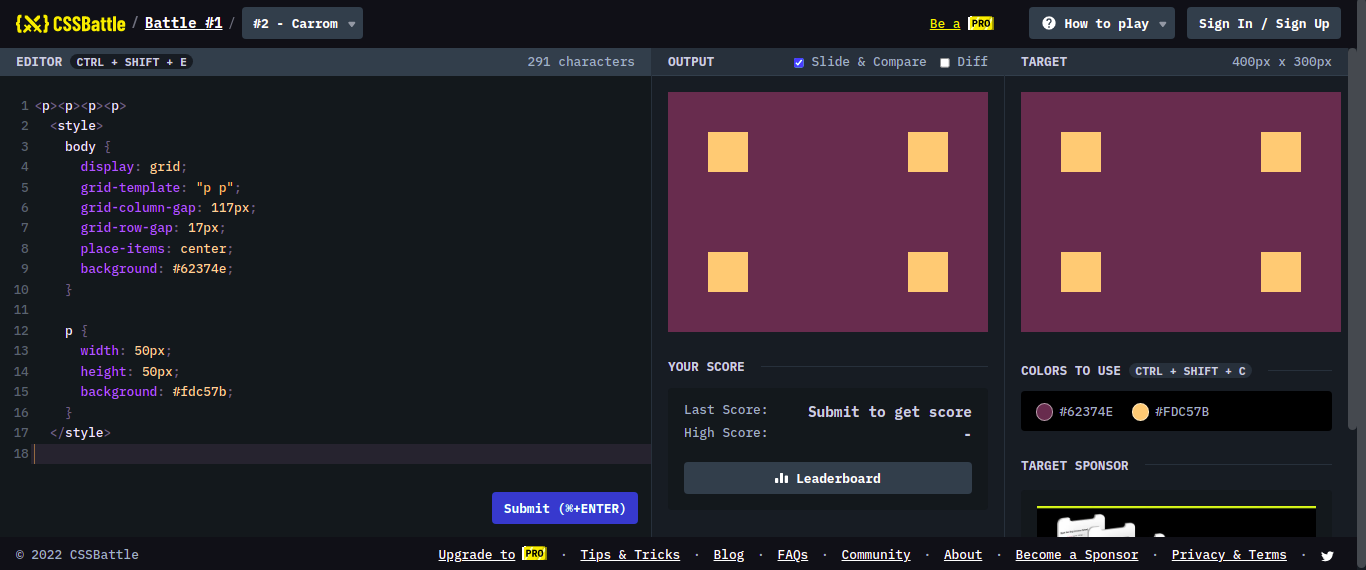 {X} CSSBattle / Battle #1 / #2 - Carrom Be a PRO How to play Sign In / Sign Up
EDITOR CTRL + SHIFT + E 291 characters OUTPUT Slide & Compare Diff TARGET 400px x 300px
1 <p><p><p><p>
2 <style>
3 body {
4 display: grid;
5 grid-template: "p p";
6 grid-column-gap: 117px;
7 grid-row-gap: 17px;
8 place-items: center;
9 background: #62374e;
10 }
11
12 p {
13 width: 50px;
14 height: 50px;
15 background: #fdc57b;
16 }
17 </style>
18
Submit (⌘+ENTER)
YOUR SCORE
Last Score: Submit to get score
High Score: -
Leaderboard
COLORS TO USE CTRL + SHIFT + C
#62374E #FDC57B
TARGET SPONSOR
© 2022 CSSBattle Upgrade to PRO · Tips & Tricks · Blog · FAQs · Community · About · Become a Sponsor · Privacy & Terms ·